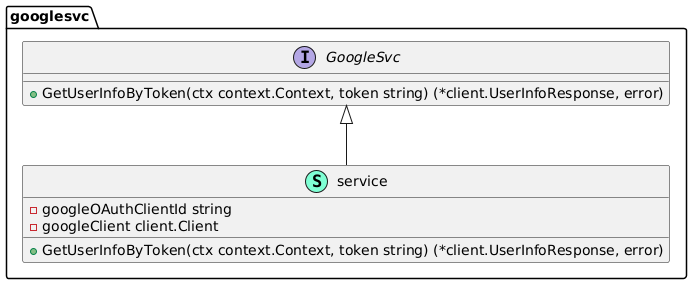 googlesvc
I GoogleSvc
GetUserInfoByToken(ctx context.Context, token string) (*client.UserInfoResponse, error)
S service
googleOAuthClientId string
googleClient client.Client
GetUserInfoByToken(ctx context.Context, token string) (*client.UserInfoResponse, error)